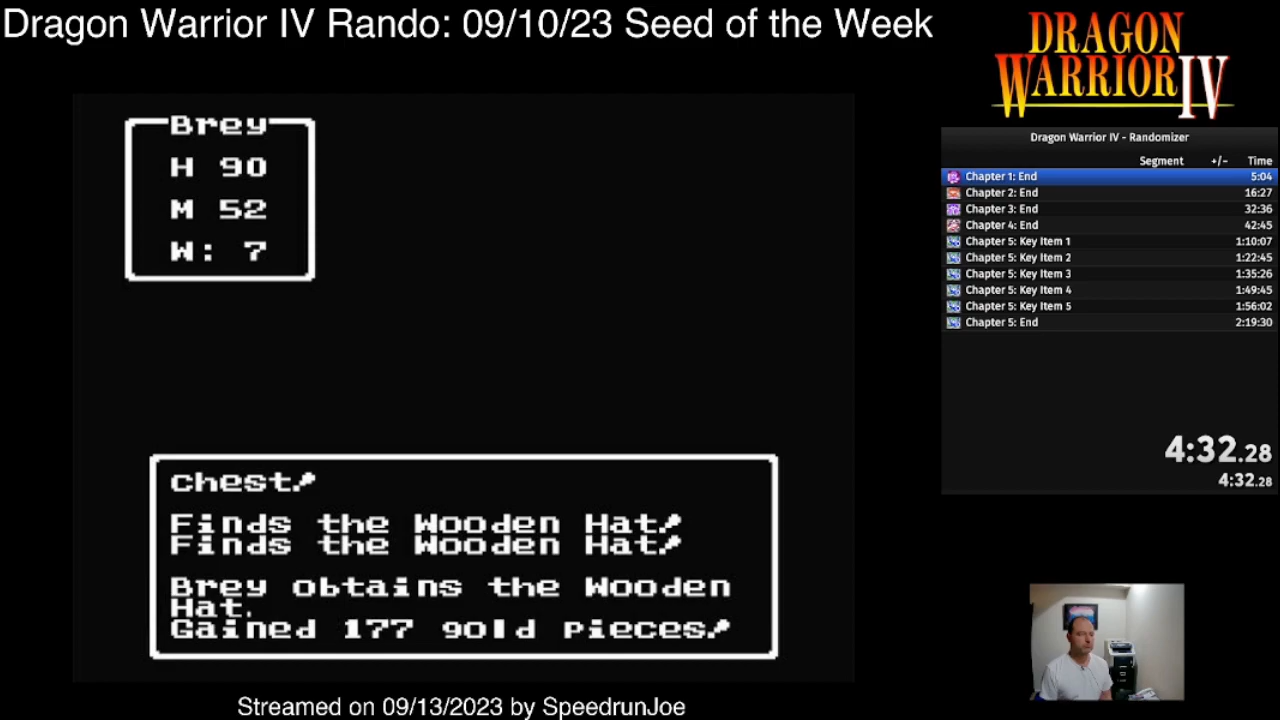 Dragon Warrior IV Rando: 09/10/23 Seed of the Week
DRAGON
WARRIOR IV
Brey
H 90
M 52
W: 7
chest!
Finds the Wooden Hat!
Finds the Wooden Hat!
Brey obtains the Wooden
Hat.
Gained 177 gold pieces!
Dragon Warrior IV - Randomizer
Segment +/- Time
Chapter 1: End 5:04
Chapter 2: End 16:27
Chapter 3: End 32:36
Chapter 4: End 42:45
Chapter 5: Key Item 1 1:10:07
Chapter 5: Key Item 2 1:22:45
Chapter 5: Key Item 3 1:35:26
Chapter 5: Key Item 4 1:49:45
Chapter 5: Key Item 5 1:56:02
Chapter 5: End 2:19:30
4:32.28
4:32.28
Streamed on 09/13/2023 by SpeedrunJoe